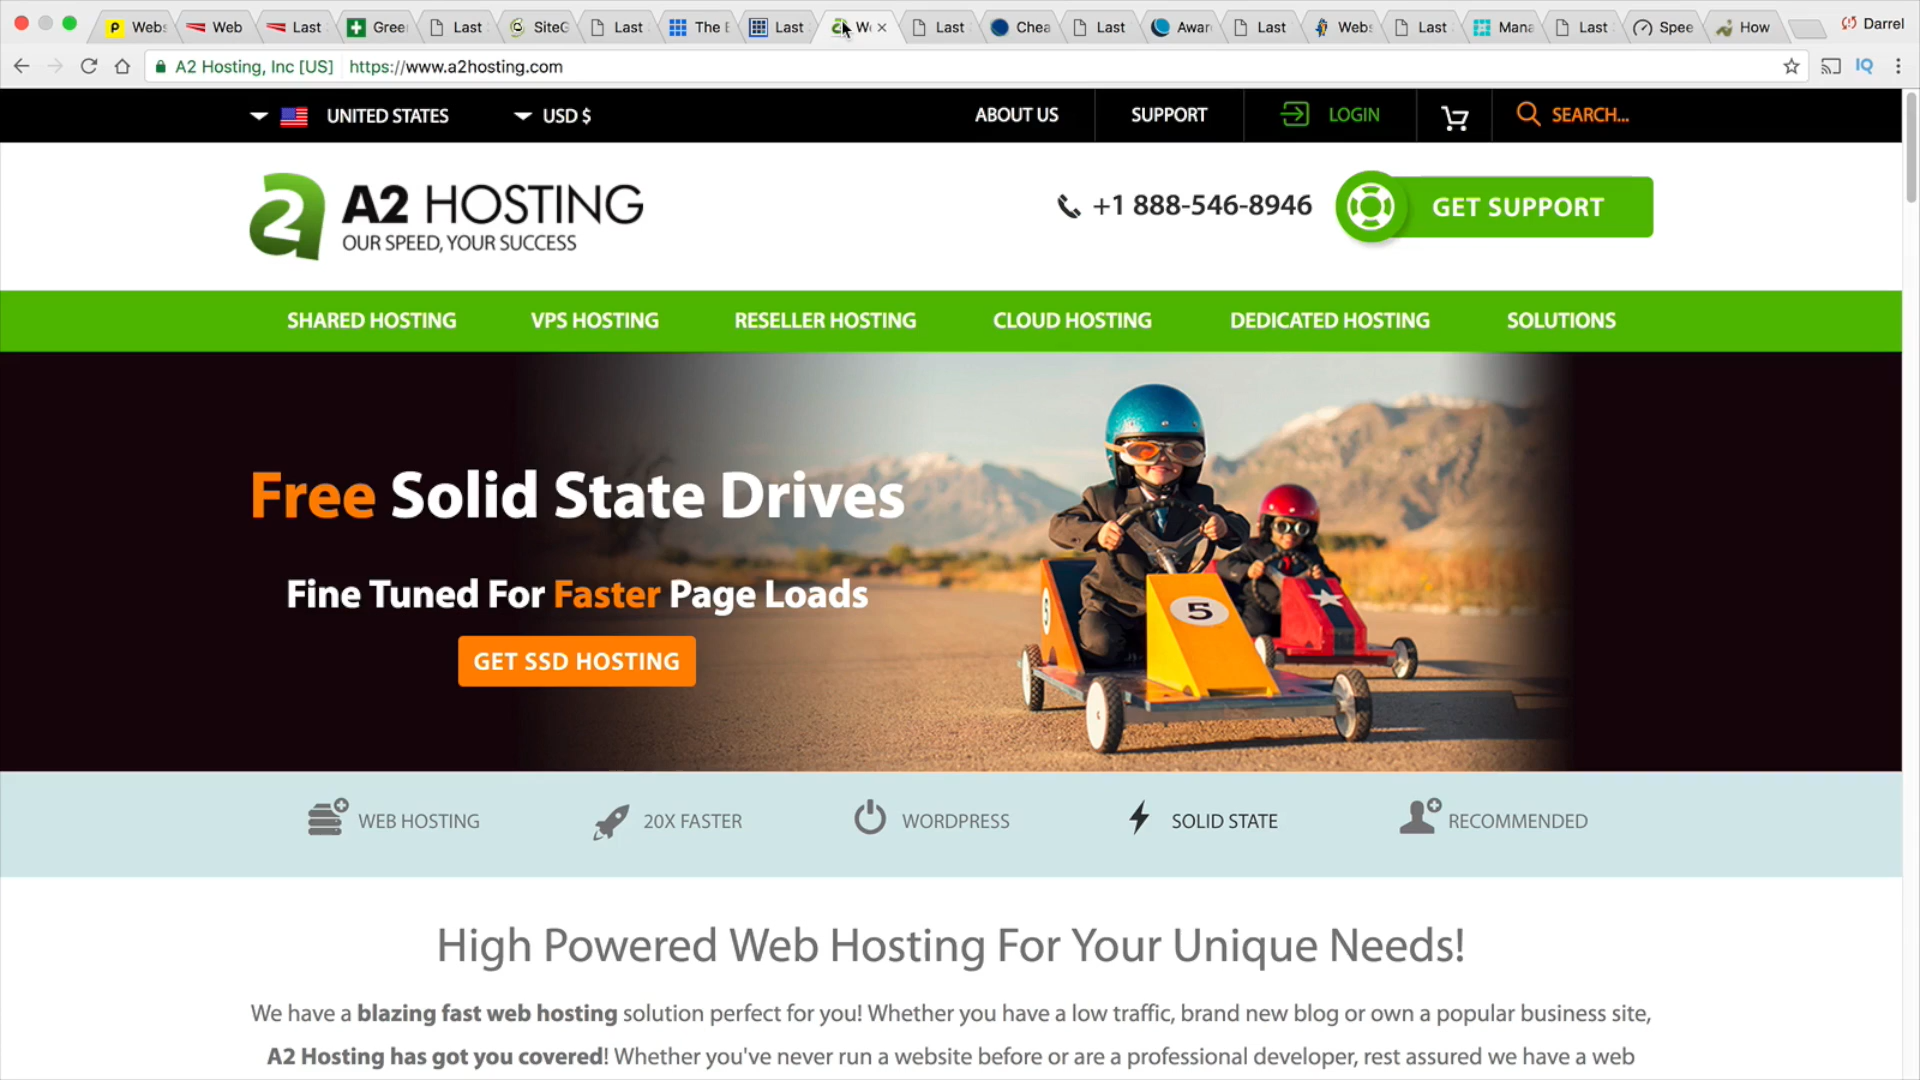 Webs
Web
Last
Gree
Last
SiteG
Last
The B
Last
We
Last
Chea
Last
Awar
Last
Webs
Last
Mana
Last
Spee
How
Darrel
A2 Hosting, Inc [US]
https://www.a2hosting.com
IQ
UNITED STATES
USD $
ABOUT US
SUPPORT
LOGIN
SEARCH...
A2 HOSTING
OUR SPEED, YOUR SUCCESS
+1 888-546-8946
GET SUPPORT
SHARED HOSTING
VPS HOSTING
RESELLER HOSTING
CLOUD HOSTING
DEDICATED HOSTING
SOLUTIONS
Free Solid State Drives
Fine Tuned For Faster Page Loads
GET SSD HOSTING
5
5
WEB HOSTING
20X FASTER
WORDPRESS
SOLID STATE
RECOMMENDED
High Powered Web Hosting For Your Unique Needs!
We have a blazing fast web hosting solution perfect for you! Whether you have a low traffic, brand new blog or own a popular business site,
A2 Hosting has got you covered! Whether you've never run a website before or are a professional developer, rest assured we have a web